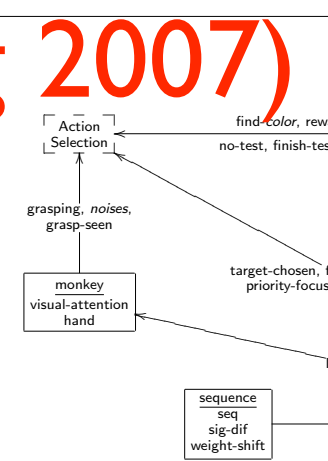 2007)
Action
Selection
find-color, rew
no-test, finish-tes
grasping, noises,
grasp-seen
target-chosen, f
priority-focus
monkey
visual-attention
hand
sequence
seq
sig-dif
weight-shift